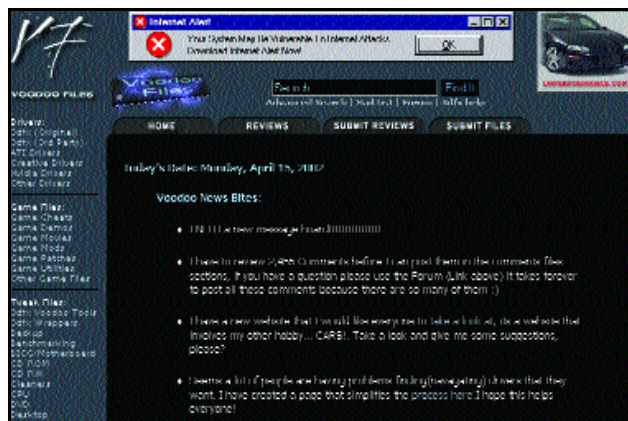 Internet Alert
Your System May Be Vulnerable To Internet Attacks.
Download Internet Alert Now!
OK
VOODOO FILES
Voodoo
Files
Search
Find It
Advanced Search |
help
HOME
REVIEWS
SUBMIT REVIEWS
SUBMIT FILES
Drivers:
3dfx (Original)
3dfx (3rd Party)
ATI Drivers
Creative Drivers
Nvidia Drivers
Other Drivers
Game Files:
Game Cheats
Game Demos
Game Movies
Game Mods
Game Patches
Game Utilities
Other Game Files
Tweak Files:
3dfx Voodoo Tools
3dfx Wrappers
Backup
Benchmarking
BIOS/Motherboard
CD ROM
CD RW
Cleaners
CPU
DVD
Desktop
Today's Date: Monday, April 15, 2002
Voodoo News Bites:
a new message board!!!!!!!!!!!!!!!!
I have to review Comments before I can post them in the comments files
sections, if you have a question please use the Forum (Link above) it takes forever
to post all these comments because there are so many of them :)
I have a new website that I would like everyone to take a look at, its a website that
involves my other hobby... CARS!. Take a look and give me some suggestions,
please?
Seems a lot of people are having problems finding(navagating) drivers that they
want. I have created a page that simplifies the process here.I hope this helps
everyone!